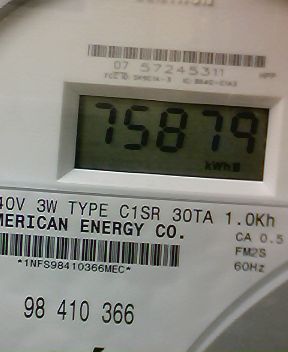 07 57245311
75879
kWh
40V 3W TYPE C1SR 30TA 1.0Kh
MERICAN ENERGY CO.
CA 0.5
FM2S
60Hz
*1NFS98410366MEC*
98 410 366